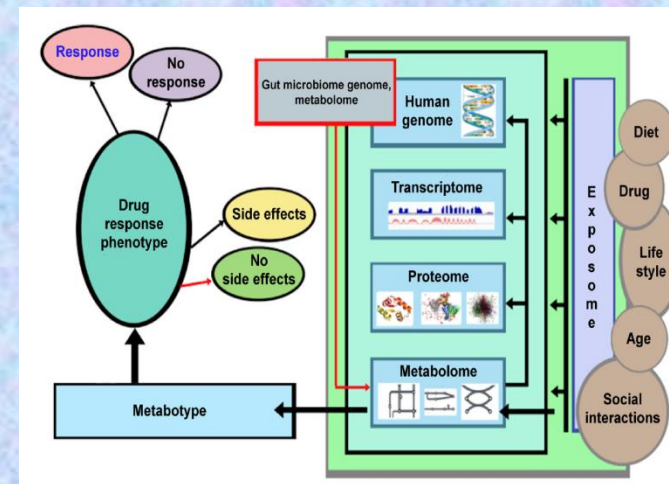 Response
No
response
Drug
response
phenotype
Side effects
No
side effects
Metabotype
Gut microbiome genome,
metabolome
Human
genome
Transcriptome
Proteome
Metabolome
E
x
p
o
s
o
m
e
Diet
Drug
Life
style
Age
Social
interactions